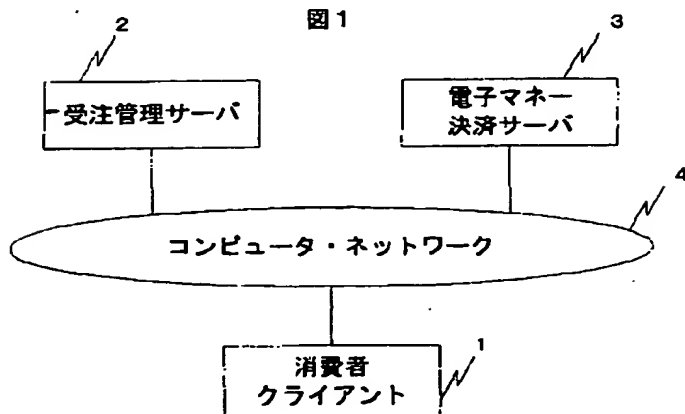 図1
2
3
受注管理サーバ
電子マネー
決済サーバ
4
コンピュータ・ネットワーク
1
消費者
クライアント